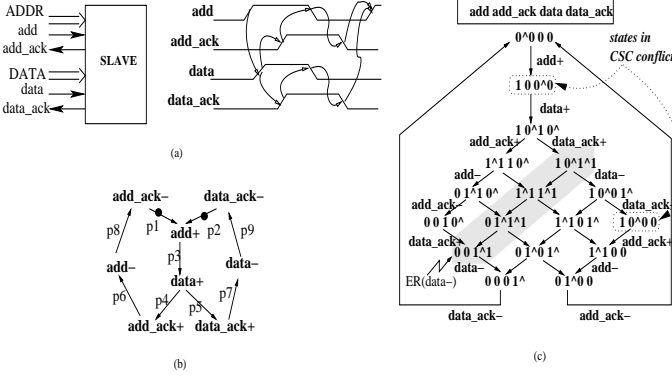 ADDR
add
add_ack
DATA
data
data_ack
SLAVE
add
add_ack
data
data_ack
(a)
add_ack−
data_ack−
p8
p1
p2
p9
add+
p3
add−
data−
data+
p6
p4
p5
p7
add_ack+
data_ack+
(b)
add add_ack data data_ack
0^0 0 0
states in
CSC conflict
add+
1 0 0^0
data+
1 0^1 0^
add_ack+
data_ack+
1^1 1 0^
1 0^1^1
add−
data−
0 1^1 0^
1^1 1^1
1 0^0 1^
add_ack−
data_ack−
0 0 1 0^
0 1^1^1
1^1 0 1^
1 0^0 0
data_ack+
add_ack+
0 0 1^1
0 1^0 1^
1^1 0 0
ER(data−)
data−
add−
0 0 0 1^
0 1^0 0
data_ack−
add_ack−
(c)